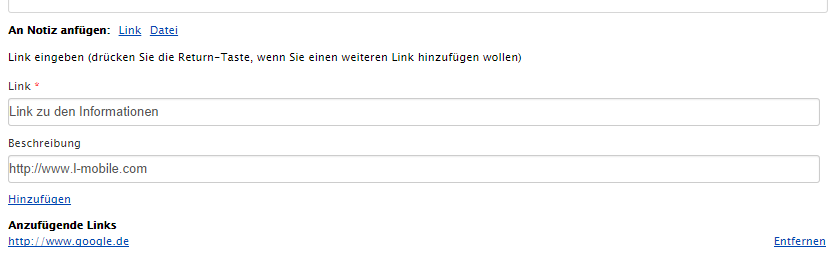 An Notiz anfügen: Link Datei
Link eingeben (drücken Sie die Return-Taste, wenn Sie einen weiteren Link hinzufügen wollen)
Link *
Link zu den Informationen
Beschreibung
http://www.l-mobile.com
Hinzufügen
Anzufügende Links
http://www.google.de Entfernen